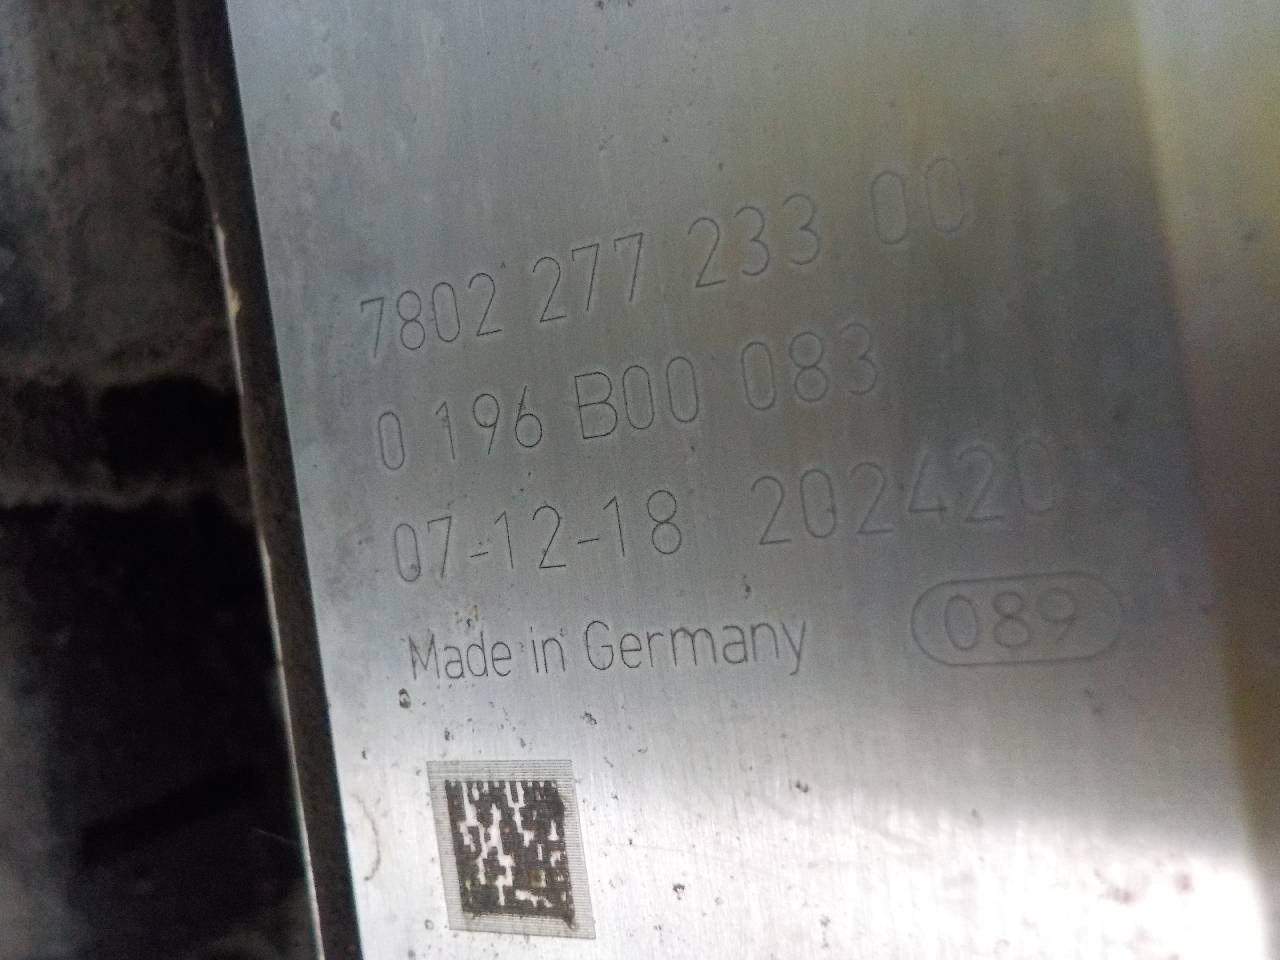 7802 277 233 00
0 196 B00 083
07-12-18 202420
Made in Germany 089